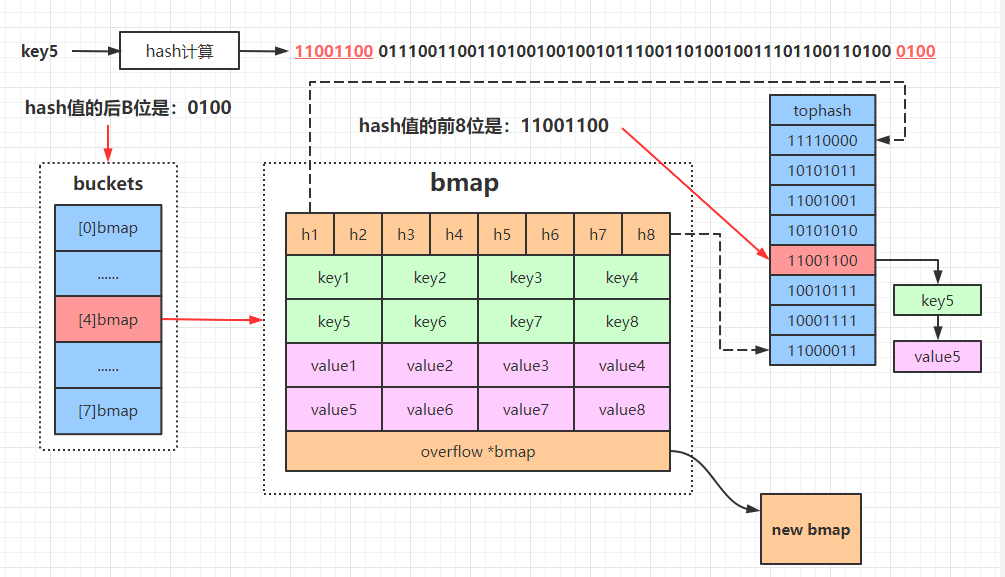 key5
hash计算
11001100 0111001100110100100100101110011010010011101100110100 0100
hash值的后B位是：0100
hash值的前8位是：11001100
buckets
[0]bmap
......
[4]bmap
......
[7]bmap
bmap
h1 h2 h3 h4 h5 h6 h7 h8
key1 key2 key3 key4
key5 key6 key7 key8
value1 value2 value3 value4
value5 value6 value7 value8
overflow *bmap
new bmap
tophash
11110000
10101011
11001001
10101010
11001100
10010111
10001111
11000011
key5
value5